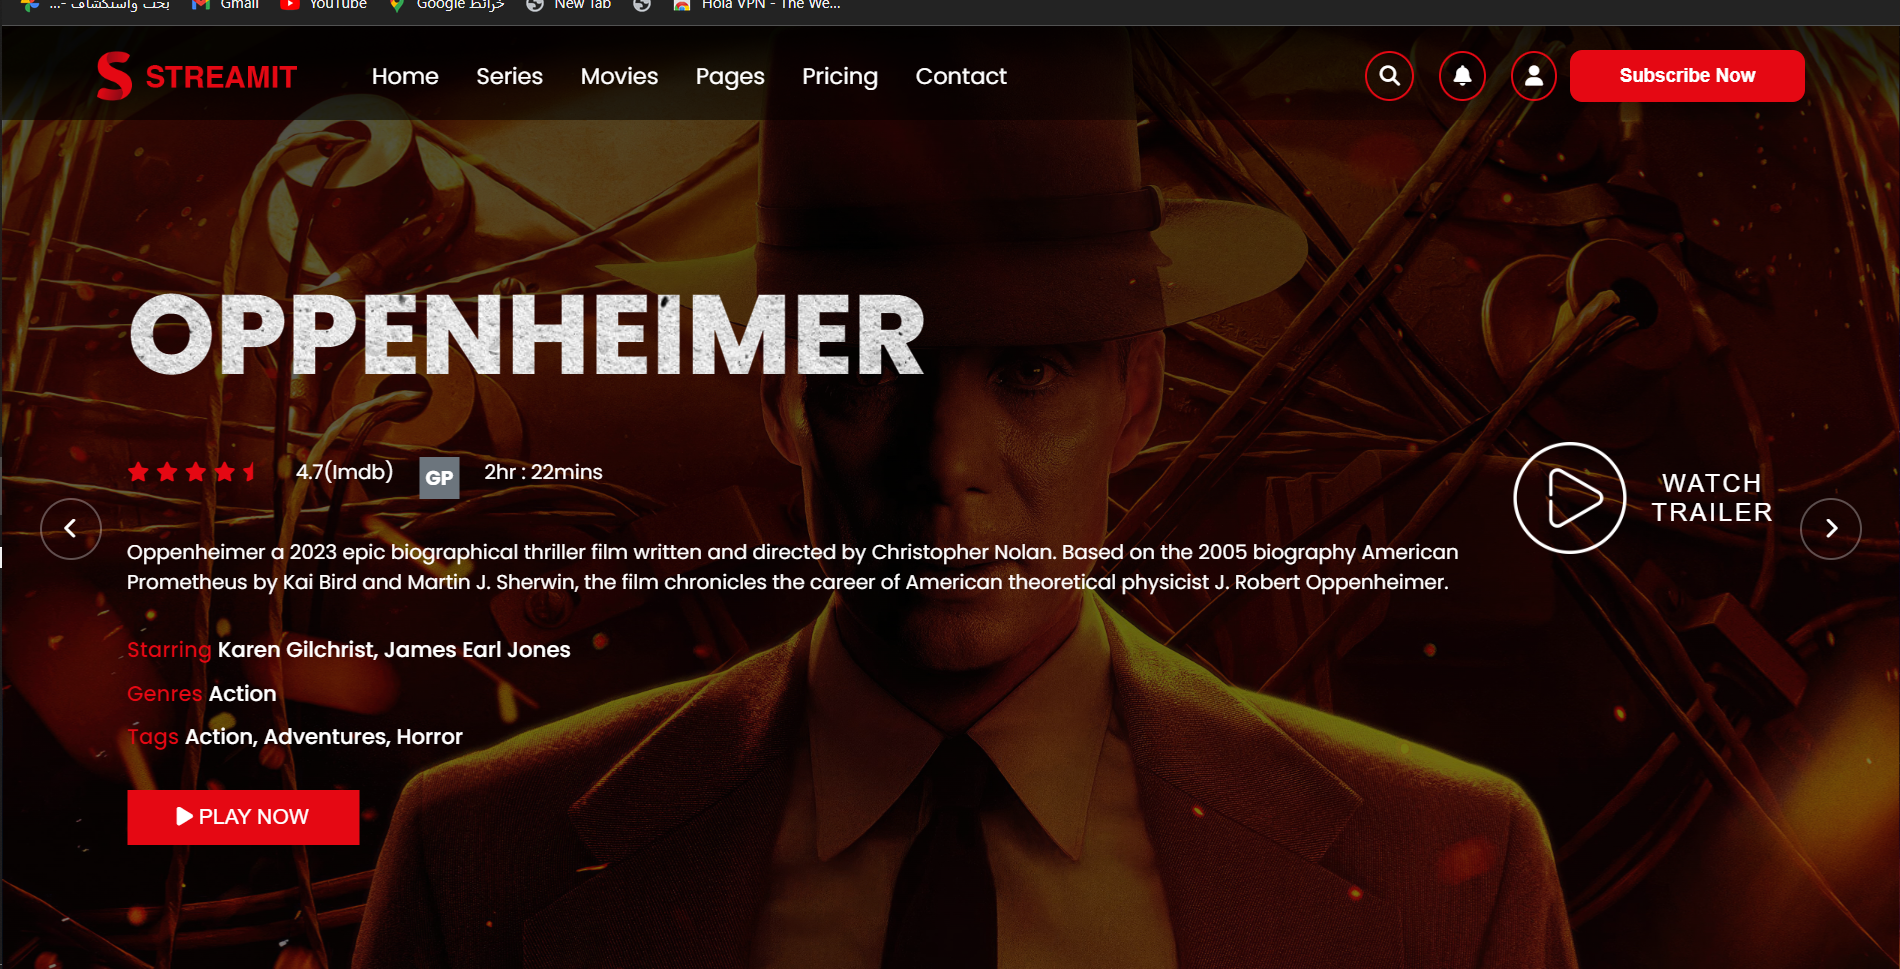 ...- بحث واستكشاف
Gmail
YouTube
خرائط Google
New Tab
Hola VPN - The We...
STREAMIT
Home
Series
Movies
Pages
Pricing
Contact
Subscribe Now
OPPENHEIMER
4.7(Imdb)
GP
2hr : 22mins
WATCH
TRAILER
Oppenheimer a 2023 epic biographical thriller film written and directed by Christopher Nolan. Based on the 2005 biography American
Prometheus by Kai Bird and Martin J. Sherwin, the film chronicles the career of American theoretical physicist J. Robert Oppenheimer.
Starring Karen Gilchrist, James Earl Jones
Genres Action
Tags Action, Adventures, Horror
PLAY NOW